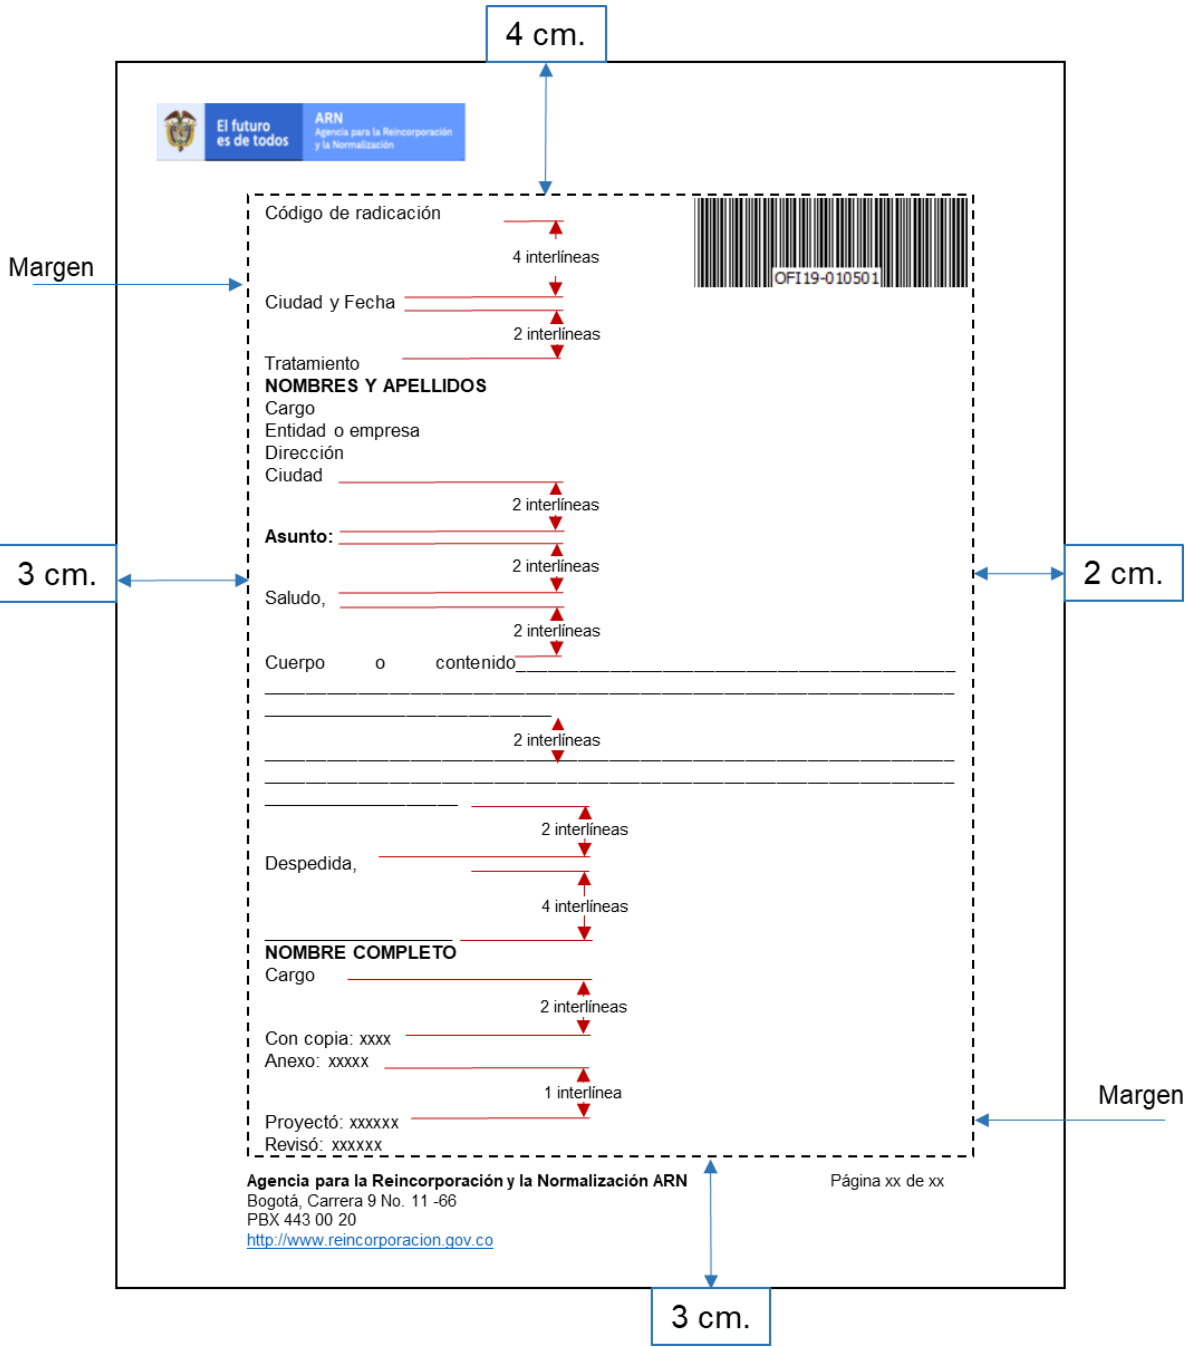 4 cm.
El futuro
es de todos
ARN
Agencia para la Reincorporación
y la Normalización
Código de radicación
4 interlíneas
OFI19-010501
Margen
Ciudad y Fecha
2 interlíneas
Tratamiento
NOMBRES Y APELLIDOS
Cargo
Entidad o empresa
Dirección
Ciudad
2 interlíneas
Asunto:
2 interlíneas
3 cm.
2 cm.
Saludo,
2 interlíneas
Cuerpo o contenido
2 interlíneas
2 interlíneas
Despedida,
4 interlíneas
NOMBRE COMPLETO
Cargo
2 interlíneas
Con copia: xxxx
Anexo: xxxxx
1 interlínea
Margen
Proyectó: xxxxxx
Revisó: xxxxxx
Agencia para la Reincorporación y la Normalización ARN Página xx de xx
Bogotá, Carrera 9 No. 11 -66
PBX 443 00 20
http://www.reincorporacion.gov.co
3 cm.